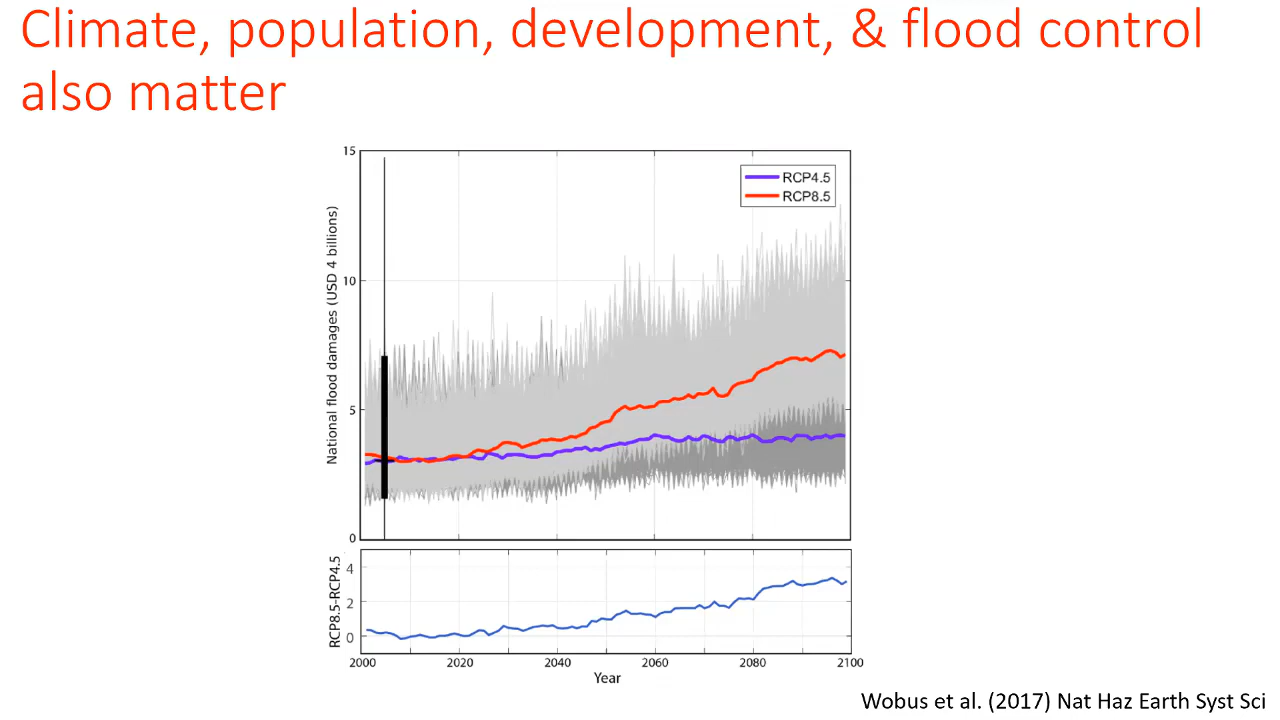 Climate, population, development, & flood control
also matter
15
10
5
0
National flood damages (USD 4 billions)
RCP4.5
RCP8.5
4
2
0
RCP8.5-RCP4.5
2000
2020
2040
2060
2080
2100
Year
Wobus et al. (2017) Nat Haz Earth Syst Sci